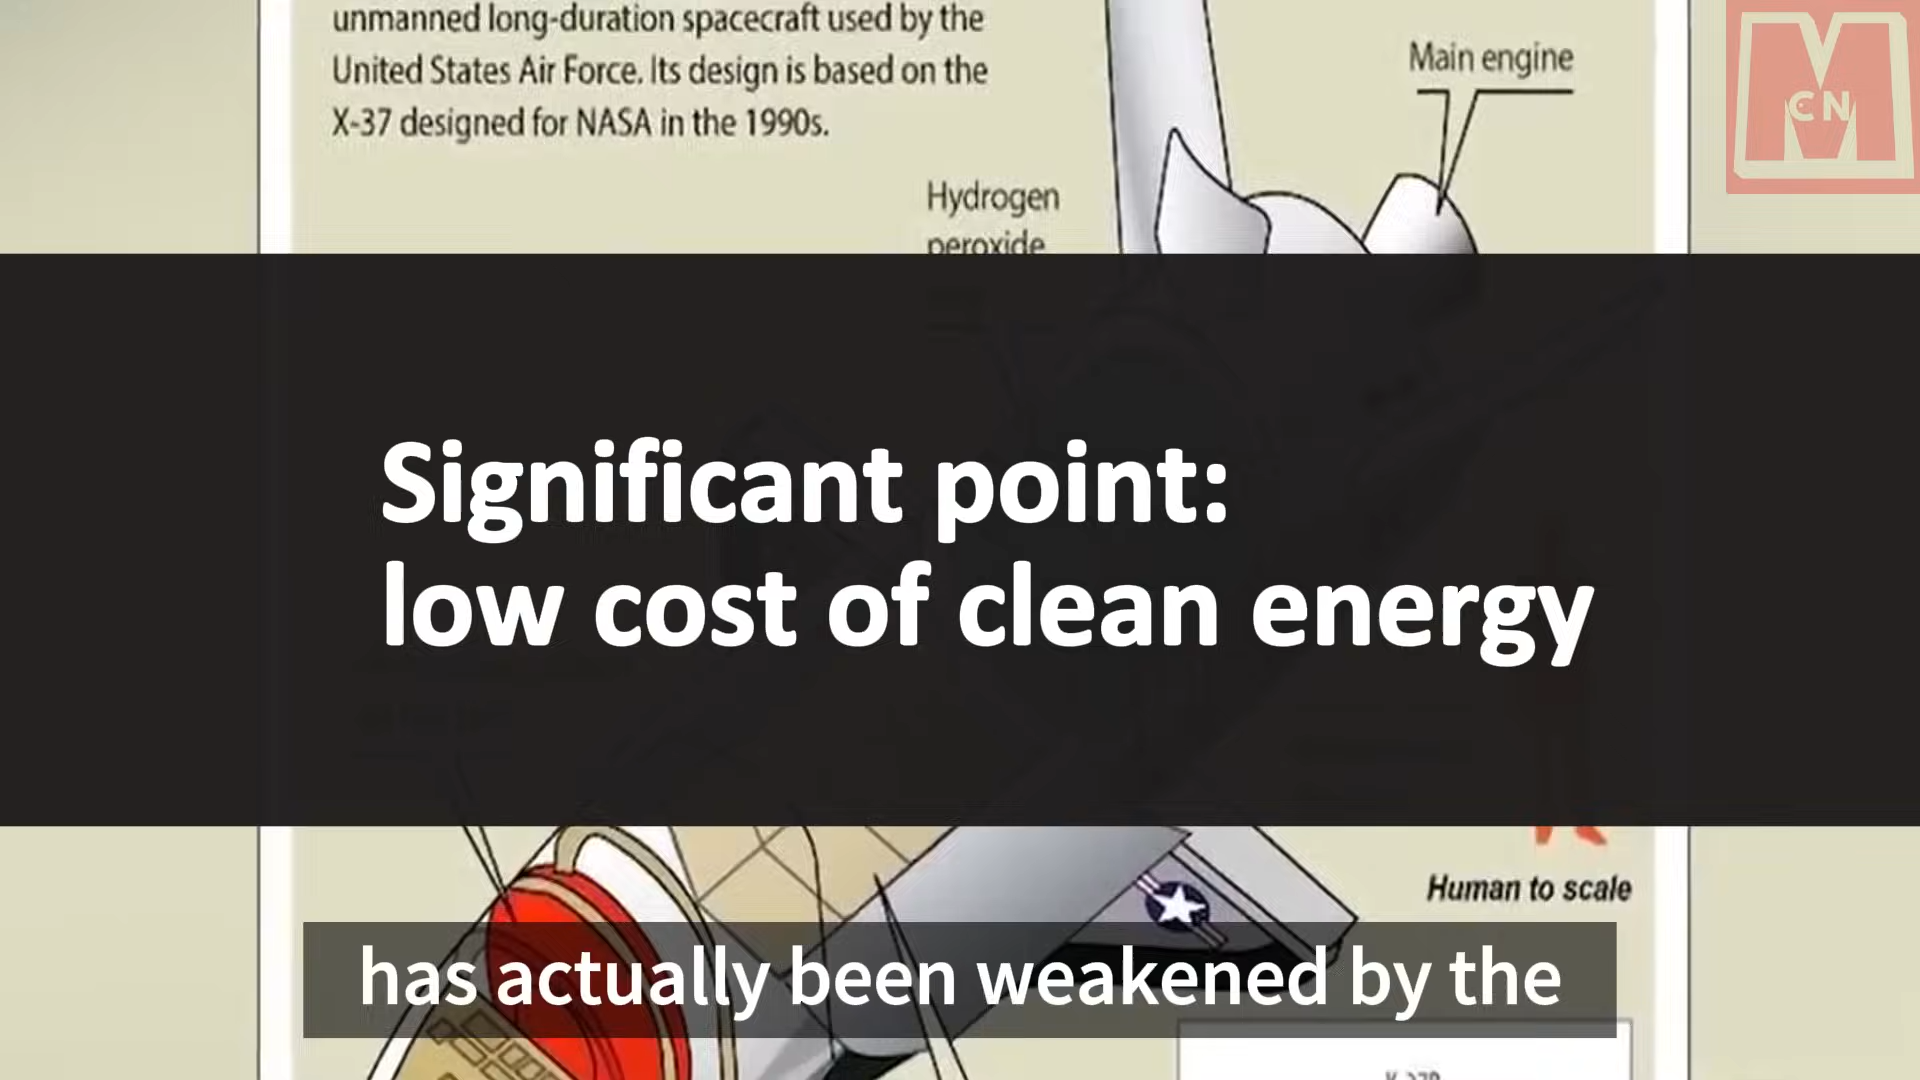 unmanned long-duration spacecraft used by the
United States Air Force. Its design is based on the
X-37 designed for NASA in the 1990s.
Main engine
CN
Hydrogen
peroxide
Significant point:
low cost of clean energy
Human to scale
has actually been weakened by the